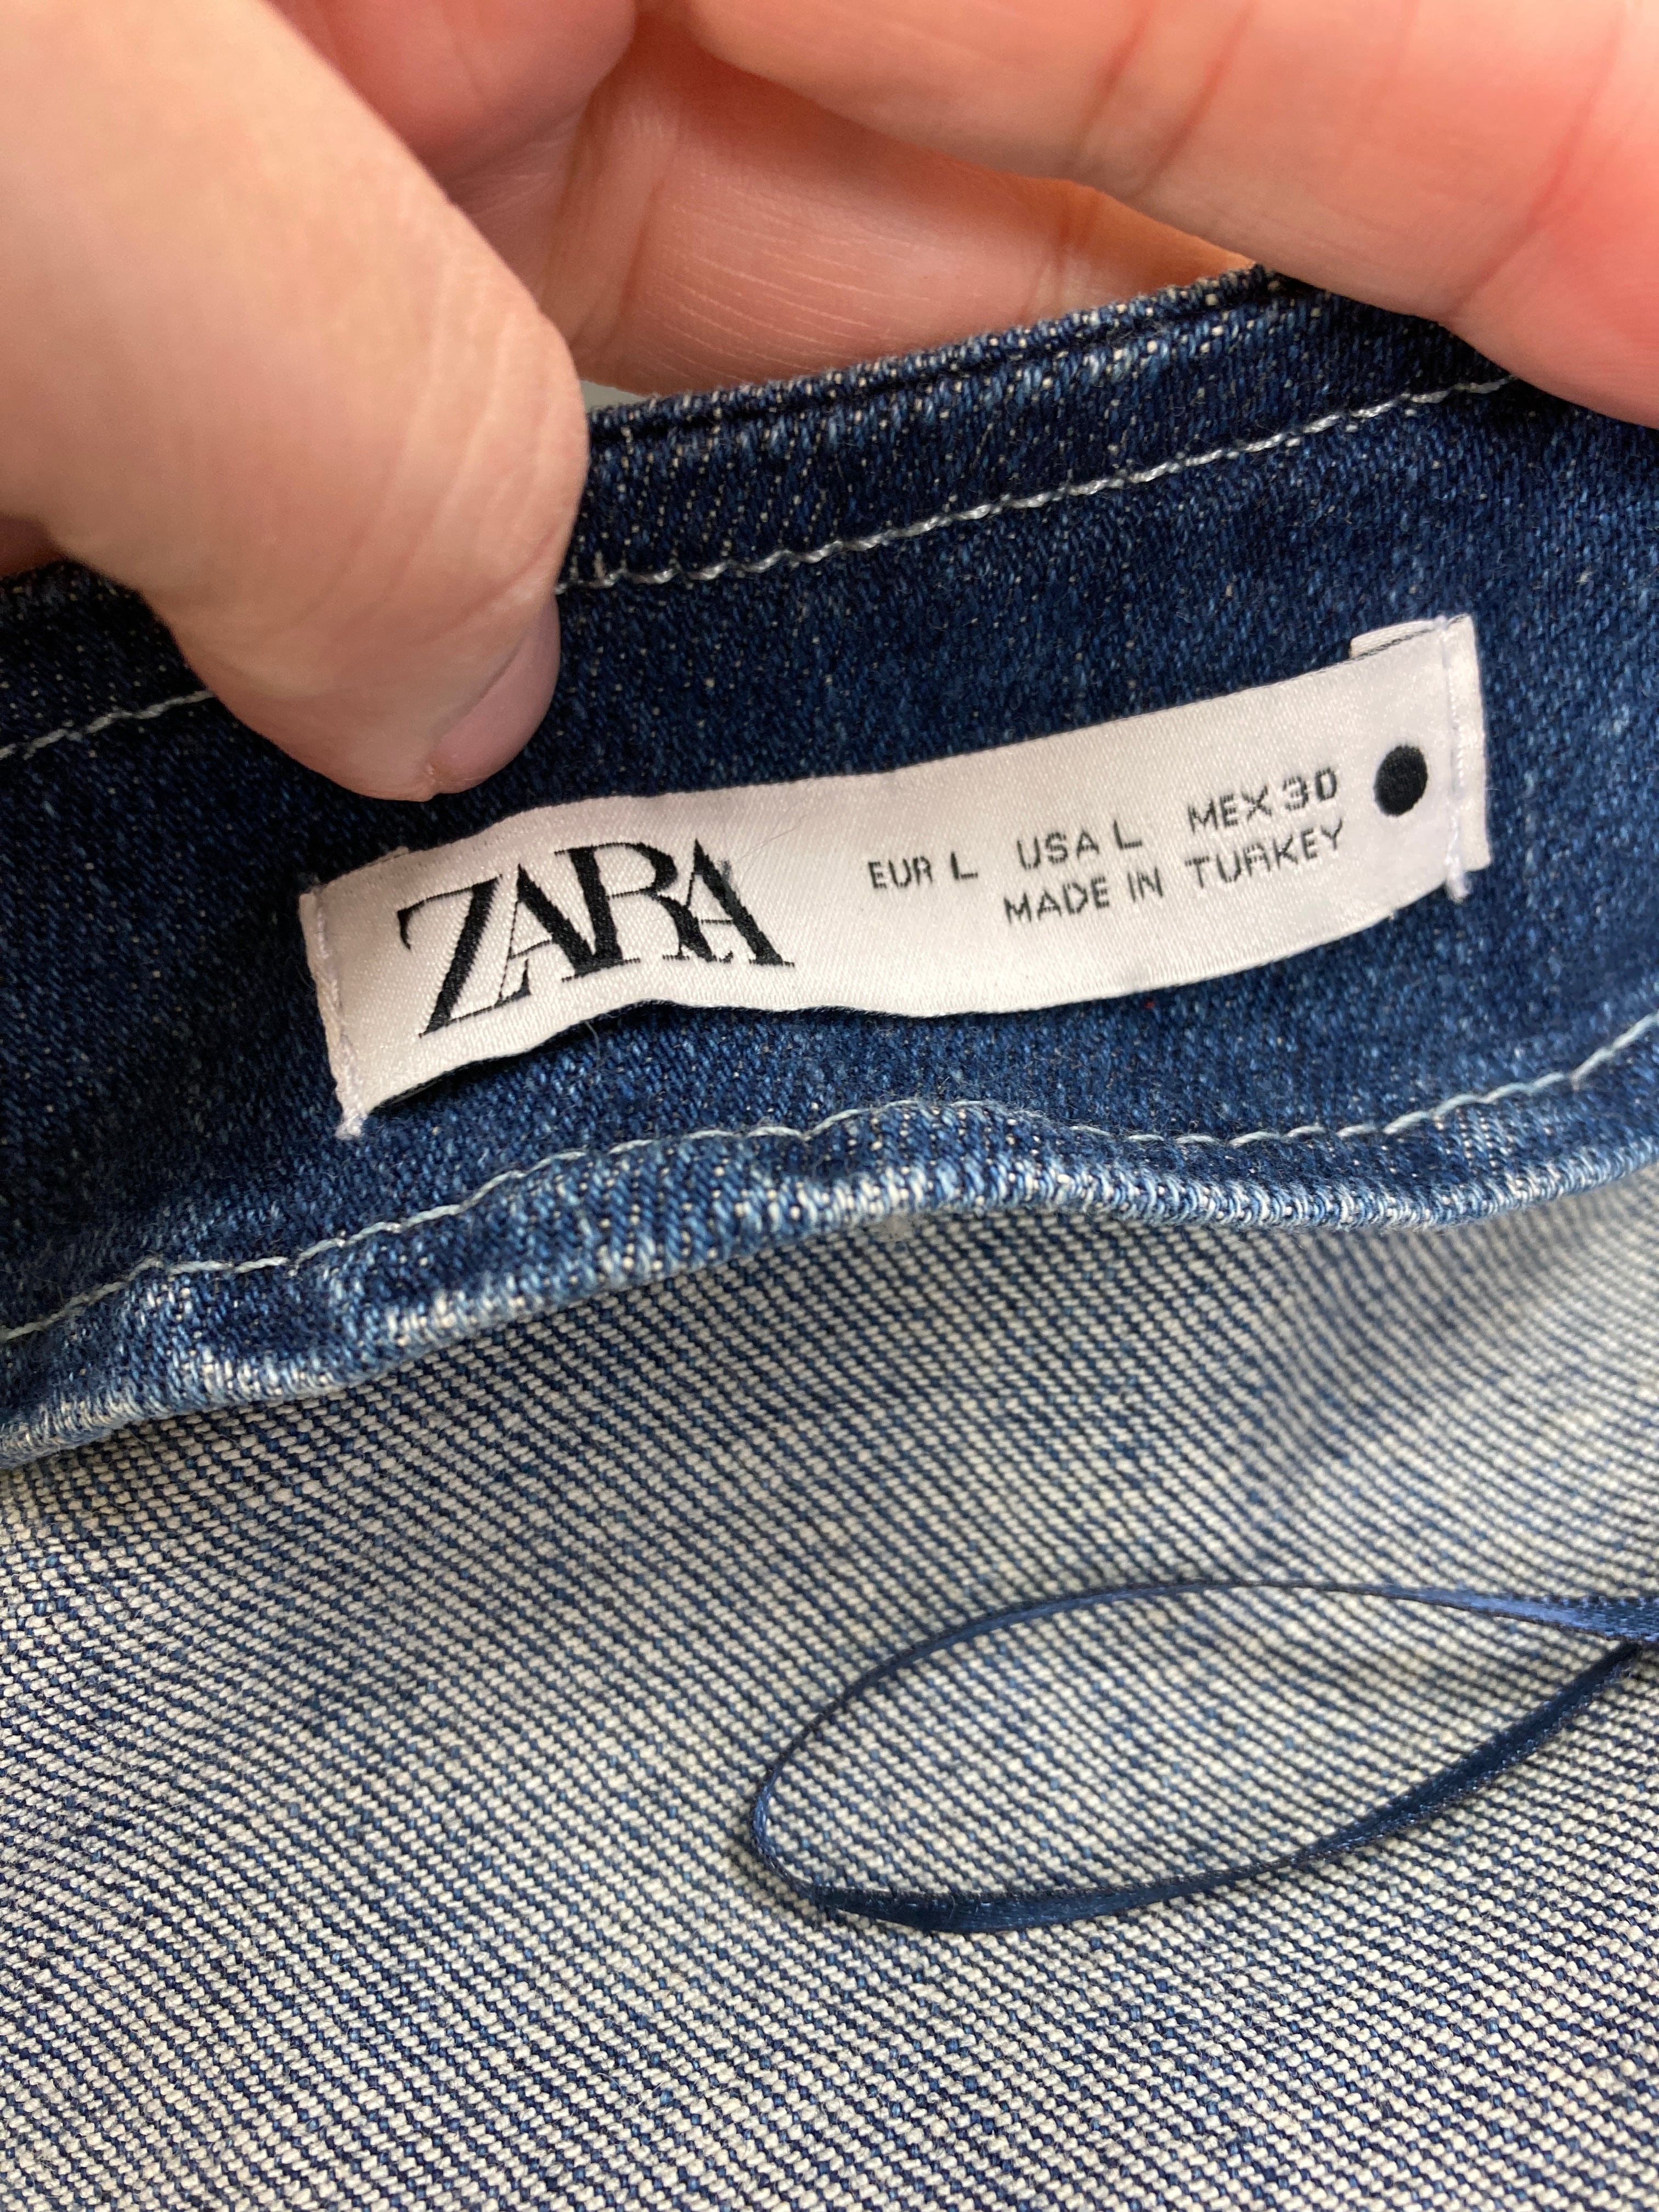 ZARA
EUR L USA L MEX 30
MADE IN TURKEY